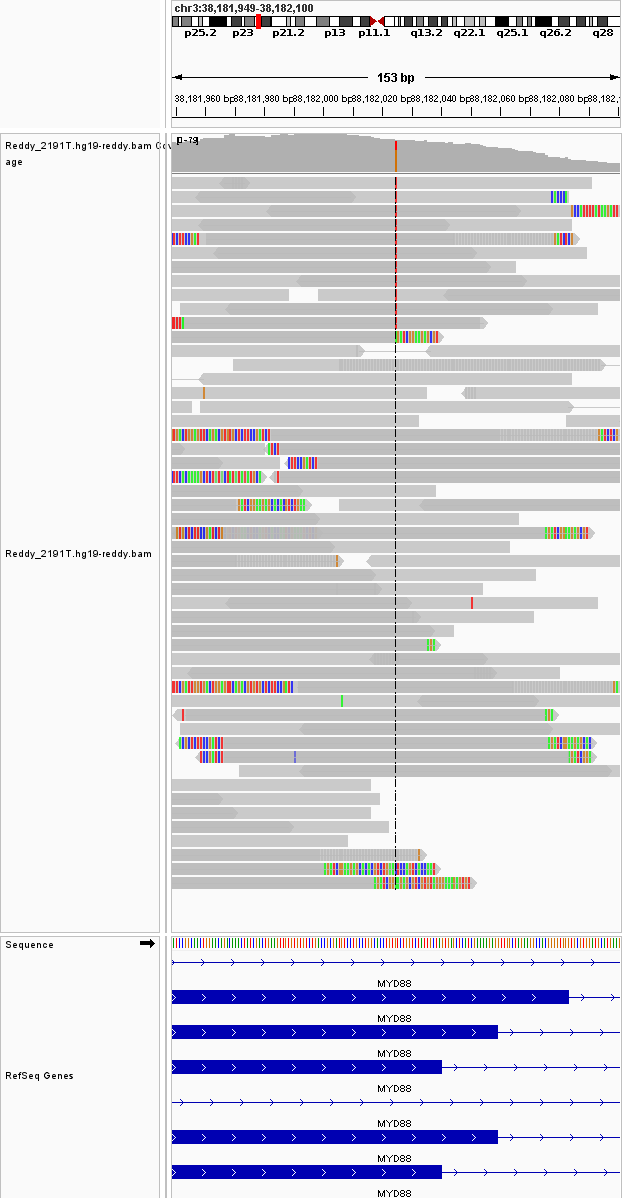 chr3:38,181,949-38,182,100
p25.2 p23 p21.2 p13 p11.1 q13.2 q22.1 q25.1 q26.2 q28
153 bp
38,181,960 bp 38,181,980 bp 38,182,000 bp 38,182,020 bp 38,182,040 bp 38,182,060 bp 38,182,080 bp
Reddy_2191T.hg19-reddy.bam Cov
age
Reddy_2191T.hg19-reddy.bam
Sequence
MYD88
MYD88
MYD88
RefSeq Genes
MYD88
MYD88
MYD88
MYD88